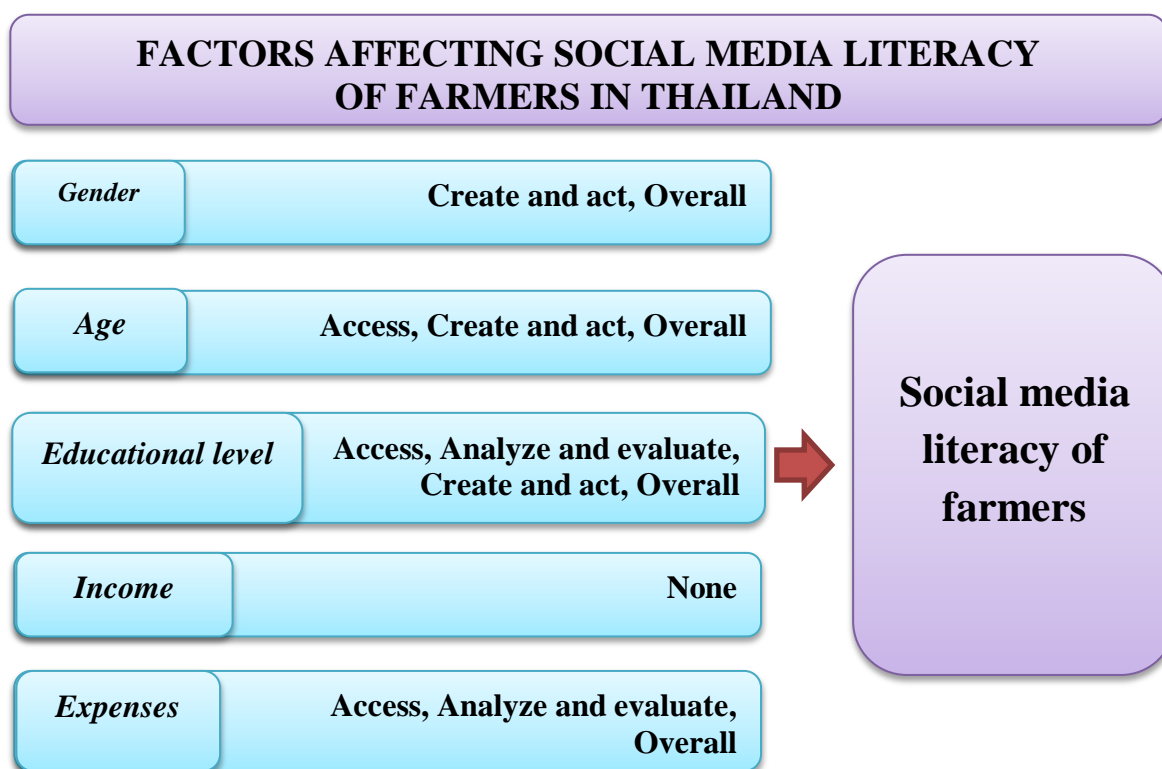 FACTORS AFFECTING SOCIAL MEDIA LITERACY
OF FARMERS IN THAILAND
Gender
Create and act, Overall
Age
Access, Create and act, Overall
Educational level
Access, Analyze and evaluate,
Create and act, Overall
Income
None
Expenses
Access, Analyze and evaluate,
Overall
Social media
literacy of
farmers